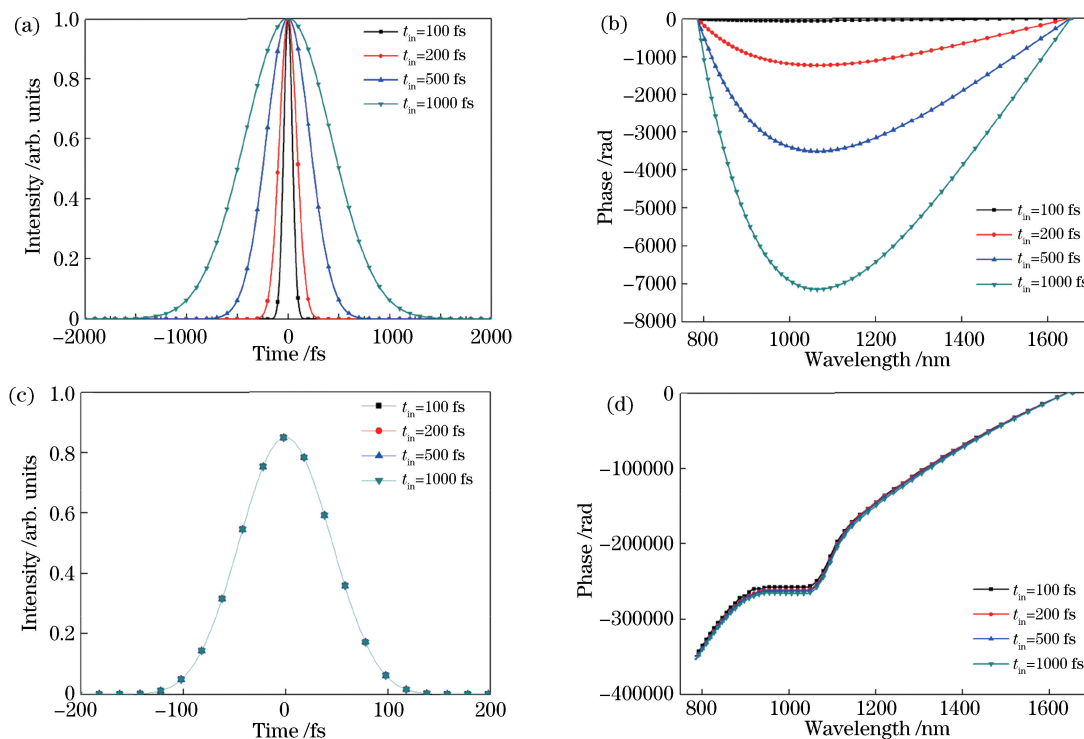 (a)
1.0
0.8
0.6
0.4
0.2
0
Intensity /arb. units
t_in=100 fs
t_in=200 fs
t_in=500 fs
t_in=1000 fs
−2000 −1000 0 1000 2000
Time /fs
(b)
0
−1000
−2000
−3000
−4000
−5000
−6000
−7000
−8000
Phase /rad
t_in=100 fs
t_in=200 fs
t_in=500 fs
t_in=1000 fs
800 1000 1200 1400 1600
Wavelength /nm
(c)
1.0
0.8
0.6
0.4
0.2
0
Intensity /arb. units
t_in=100 fs
t_in=200 fs
t_in=500 fs
t_in=1000 fs
−200 −100 0 100 200
Time /fs
(d)
0
−100000
−200000
−300000
−400000
Phase /rad
t_in=100 fs
t_in=200 fs
t_in=500 fs
t_in=1000 fs
800 1000 1200 1400 1600
Wavelength /nm